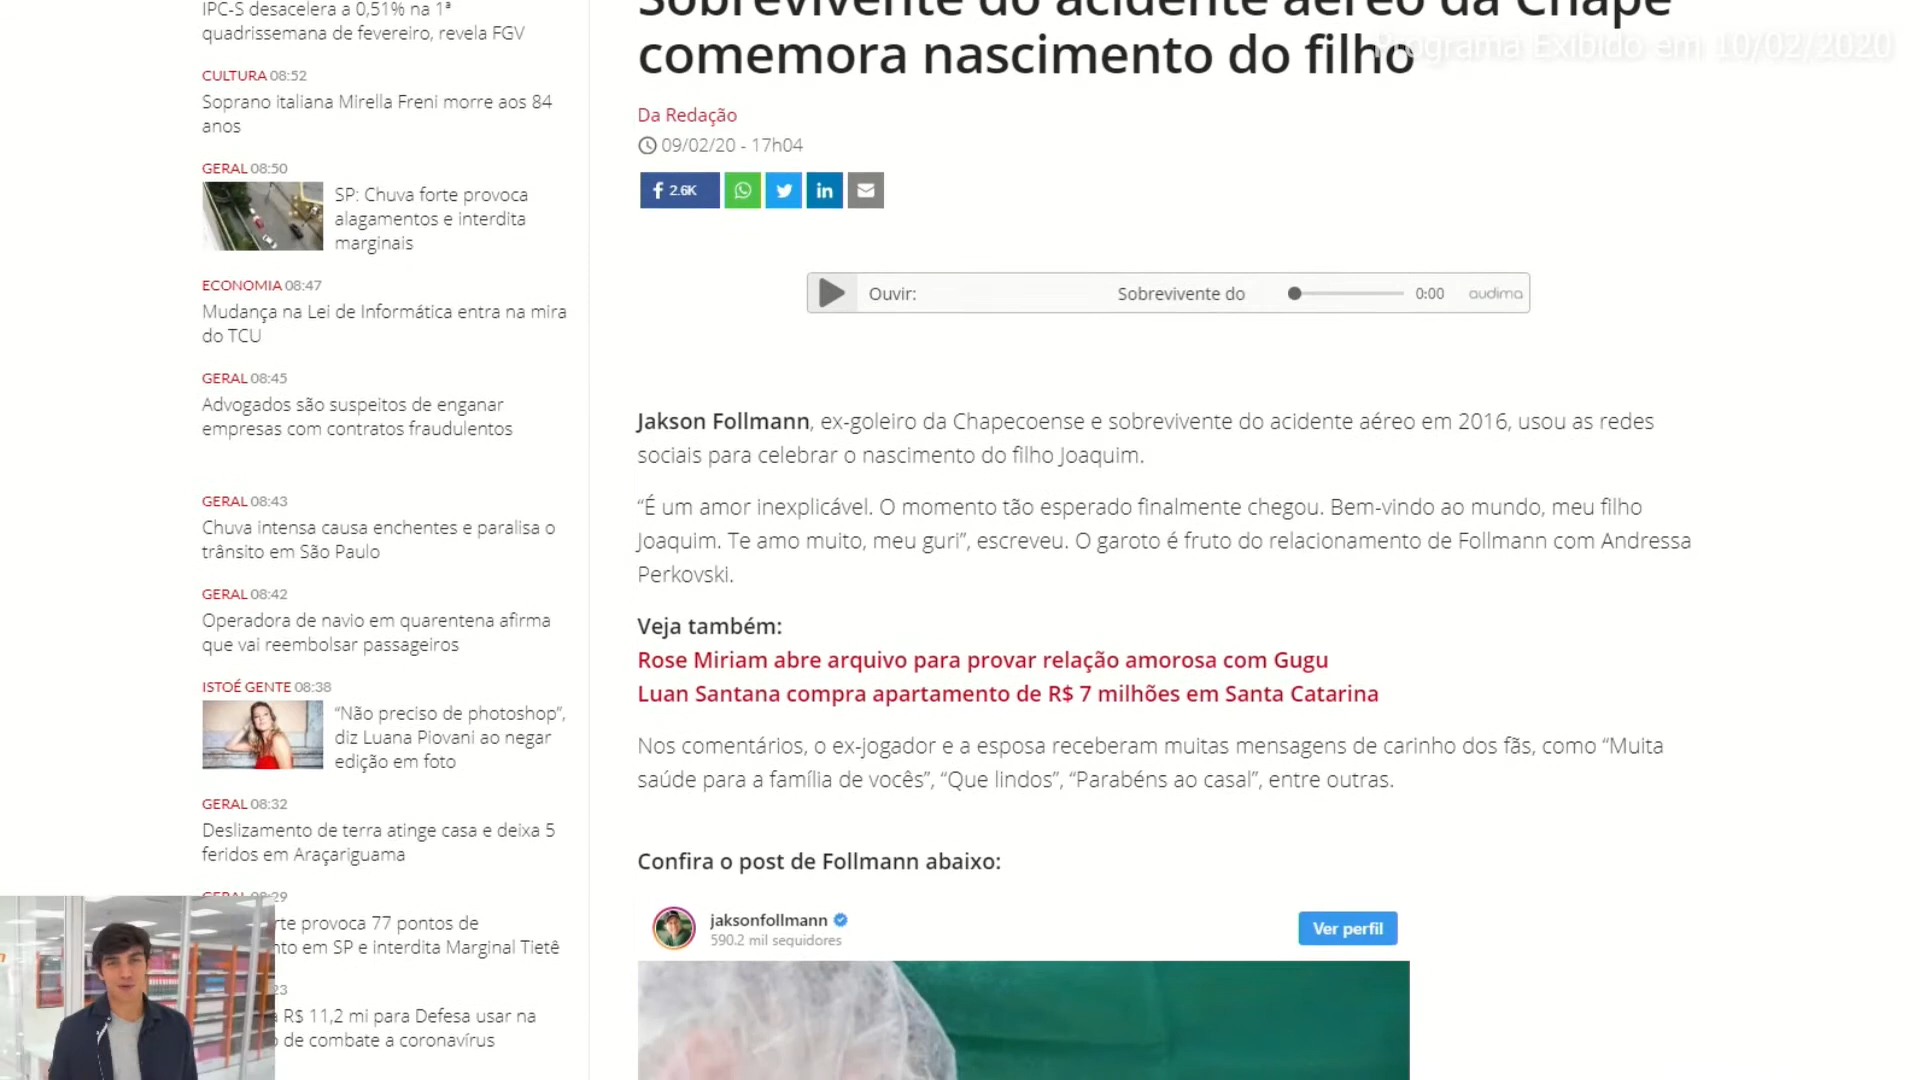 IPC-S desacelera a 0,51% na 1ª
quadrissemana de fevereiro, revela FGV
CULTURA 08:52
Soprano italiana Mirella Freni morre aos 84
anos
GERAL 08:50
SP: Chuva forte provoca
alagamentos e interdita
marginais
ECONOMIA 08:47
Mudança na Lei de Informática entra na mira
do TCU
GERAL 08:45
Advogados são suspeitos de enganar
empresas com contratos fraudulentos
GERAL 08:43
Chuva intensa causa enchentes e paralisa o
trânsito em São Paulo
GERAL 08:42
Operadora de navio em quarentena afirma
que vai reembolsar passageiros
ISTOÉ GENTE 08:38
“Não preciso de photoshop”,
diz Luana Piovani ao negar
edição em foto
GERAL 08:32
Deslizamento de terra atinge casa e deixa 5
feridos em Araçariguama
GERAL 08:29
provoca 77 pontos de
em SP e interdita Marginal Tietê
R$ 11,2 mi para Defesa usar na
de combate a coronavírus
Sobrevivente do acidente aéreo da Chape
comemora nascimento do filho
Programa Exibido em 10/02/2020
Da Redação
09/02/20 - 17h04
2.6K
Ouvir: Sobrevivente do 0:00 audima
Jakson Follmann, ex-goleiro da Chapecoense e sobrevivente do acidente aéreo em 2016, usou as redes
sociais para celebrar o nascimento do filho Joaquim.
“É um amor inexplicável. O momento tão esperado finalmente chegou. Bem-vindo ao mundo, meu filho
Joaquim. Te amo muito, meu guri”, escreveu. O garoto é fruto do relacionamento de Follmann com Andressa
Perkovski.
Veja também:
Rose Miriam abre arquivo para provar relação amorosa com Gugu
Luan Santana compra apartamento de R$ 7 milhões em Santa Catarina
Nos comentários, o ex-jogador e a esposa receberam muitas mensagens de carinho dos fãs, como “Muita
saúde para a família de vocês”, “Que lindos”, “Parabéns ao casal”, entre outras.
Confira o post de Follmann abaixo:
jaksonfollmann
590.2 mil seguidores
Ver perfil